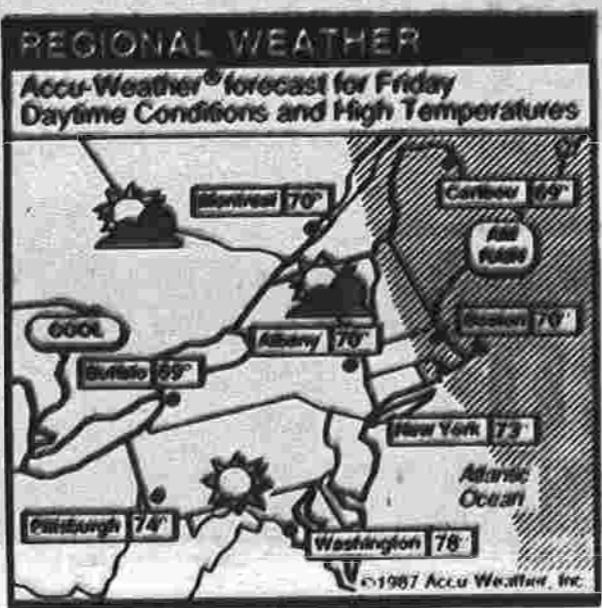 REGIONAL WEATHER
Accu-Weather® forecast for Friday
Daytime Conditions and High Temperatures
Montreal 70°
Caribou 69°
AM
RAIN
COOL
Albany 70°
Boston 70°
Buffalo 69°
New York 73°
Atlantic
Ocean
Pittsburgh 74°
Washington 78°
©1987 Accu Weather, Inc